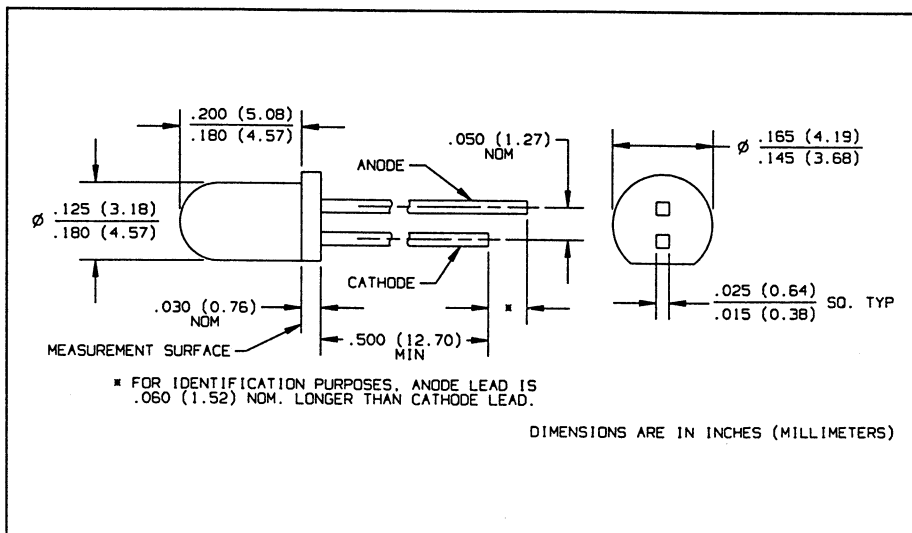 .200 (5.08)
.180 (4.57)
.050 (1.27)
NOM
ANODE
Ø .165 (4.19)
.145 (3.68)
Ø .125 (3.18)
.180 (4.57)
CATHODE
.030 (0.76)
NOM
*
.025 (0.64)
.015 (0.38) SQ. TYP
MEASUREMENT SURFACE
.500 (12.70)
MIN
* FOR IDENTIFICATION PURPOSES, ANODE LEAD IS
.060 (1.52) NOM. LONGER THAN CATHODE LEAD.
DIMENSIONS ARE IN INCHES (MILLIMETERS)